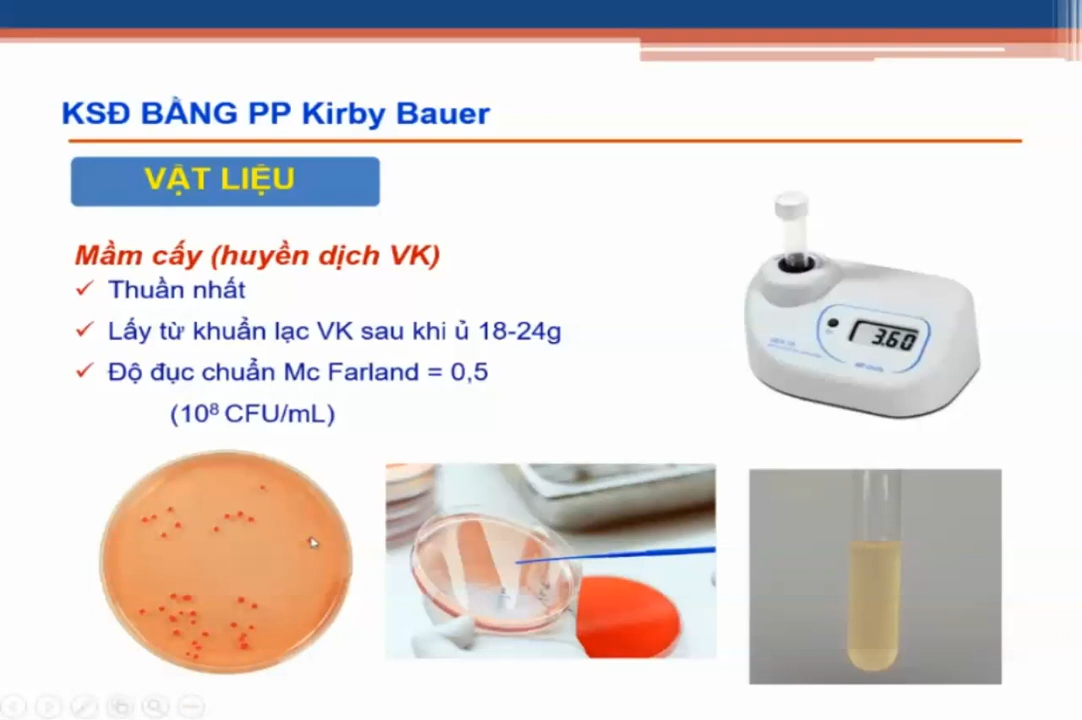 KSĐ BẰNG PP Kirby Bauer
VẬT LIỆU
Mầm cấy (huyền dịch VK)
Thuần nhất
Lấy từ khuẩn lạc VK sau khi ủ 18-24g
Độ đục chuẩn Mc Farland = 0,5
(10⁸ CFU/mL)
3.60